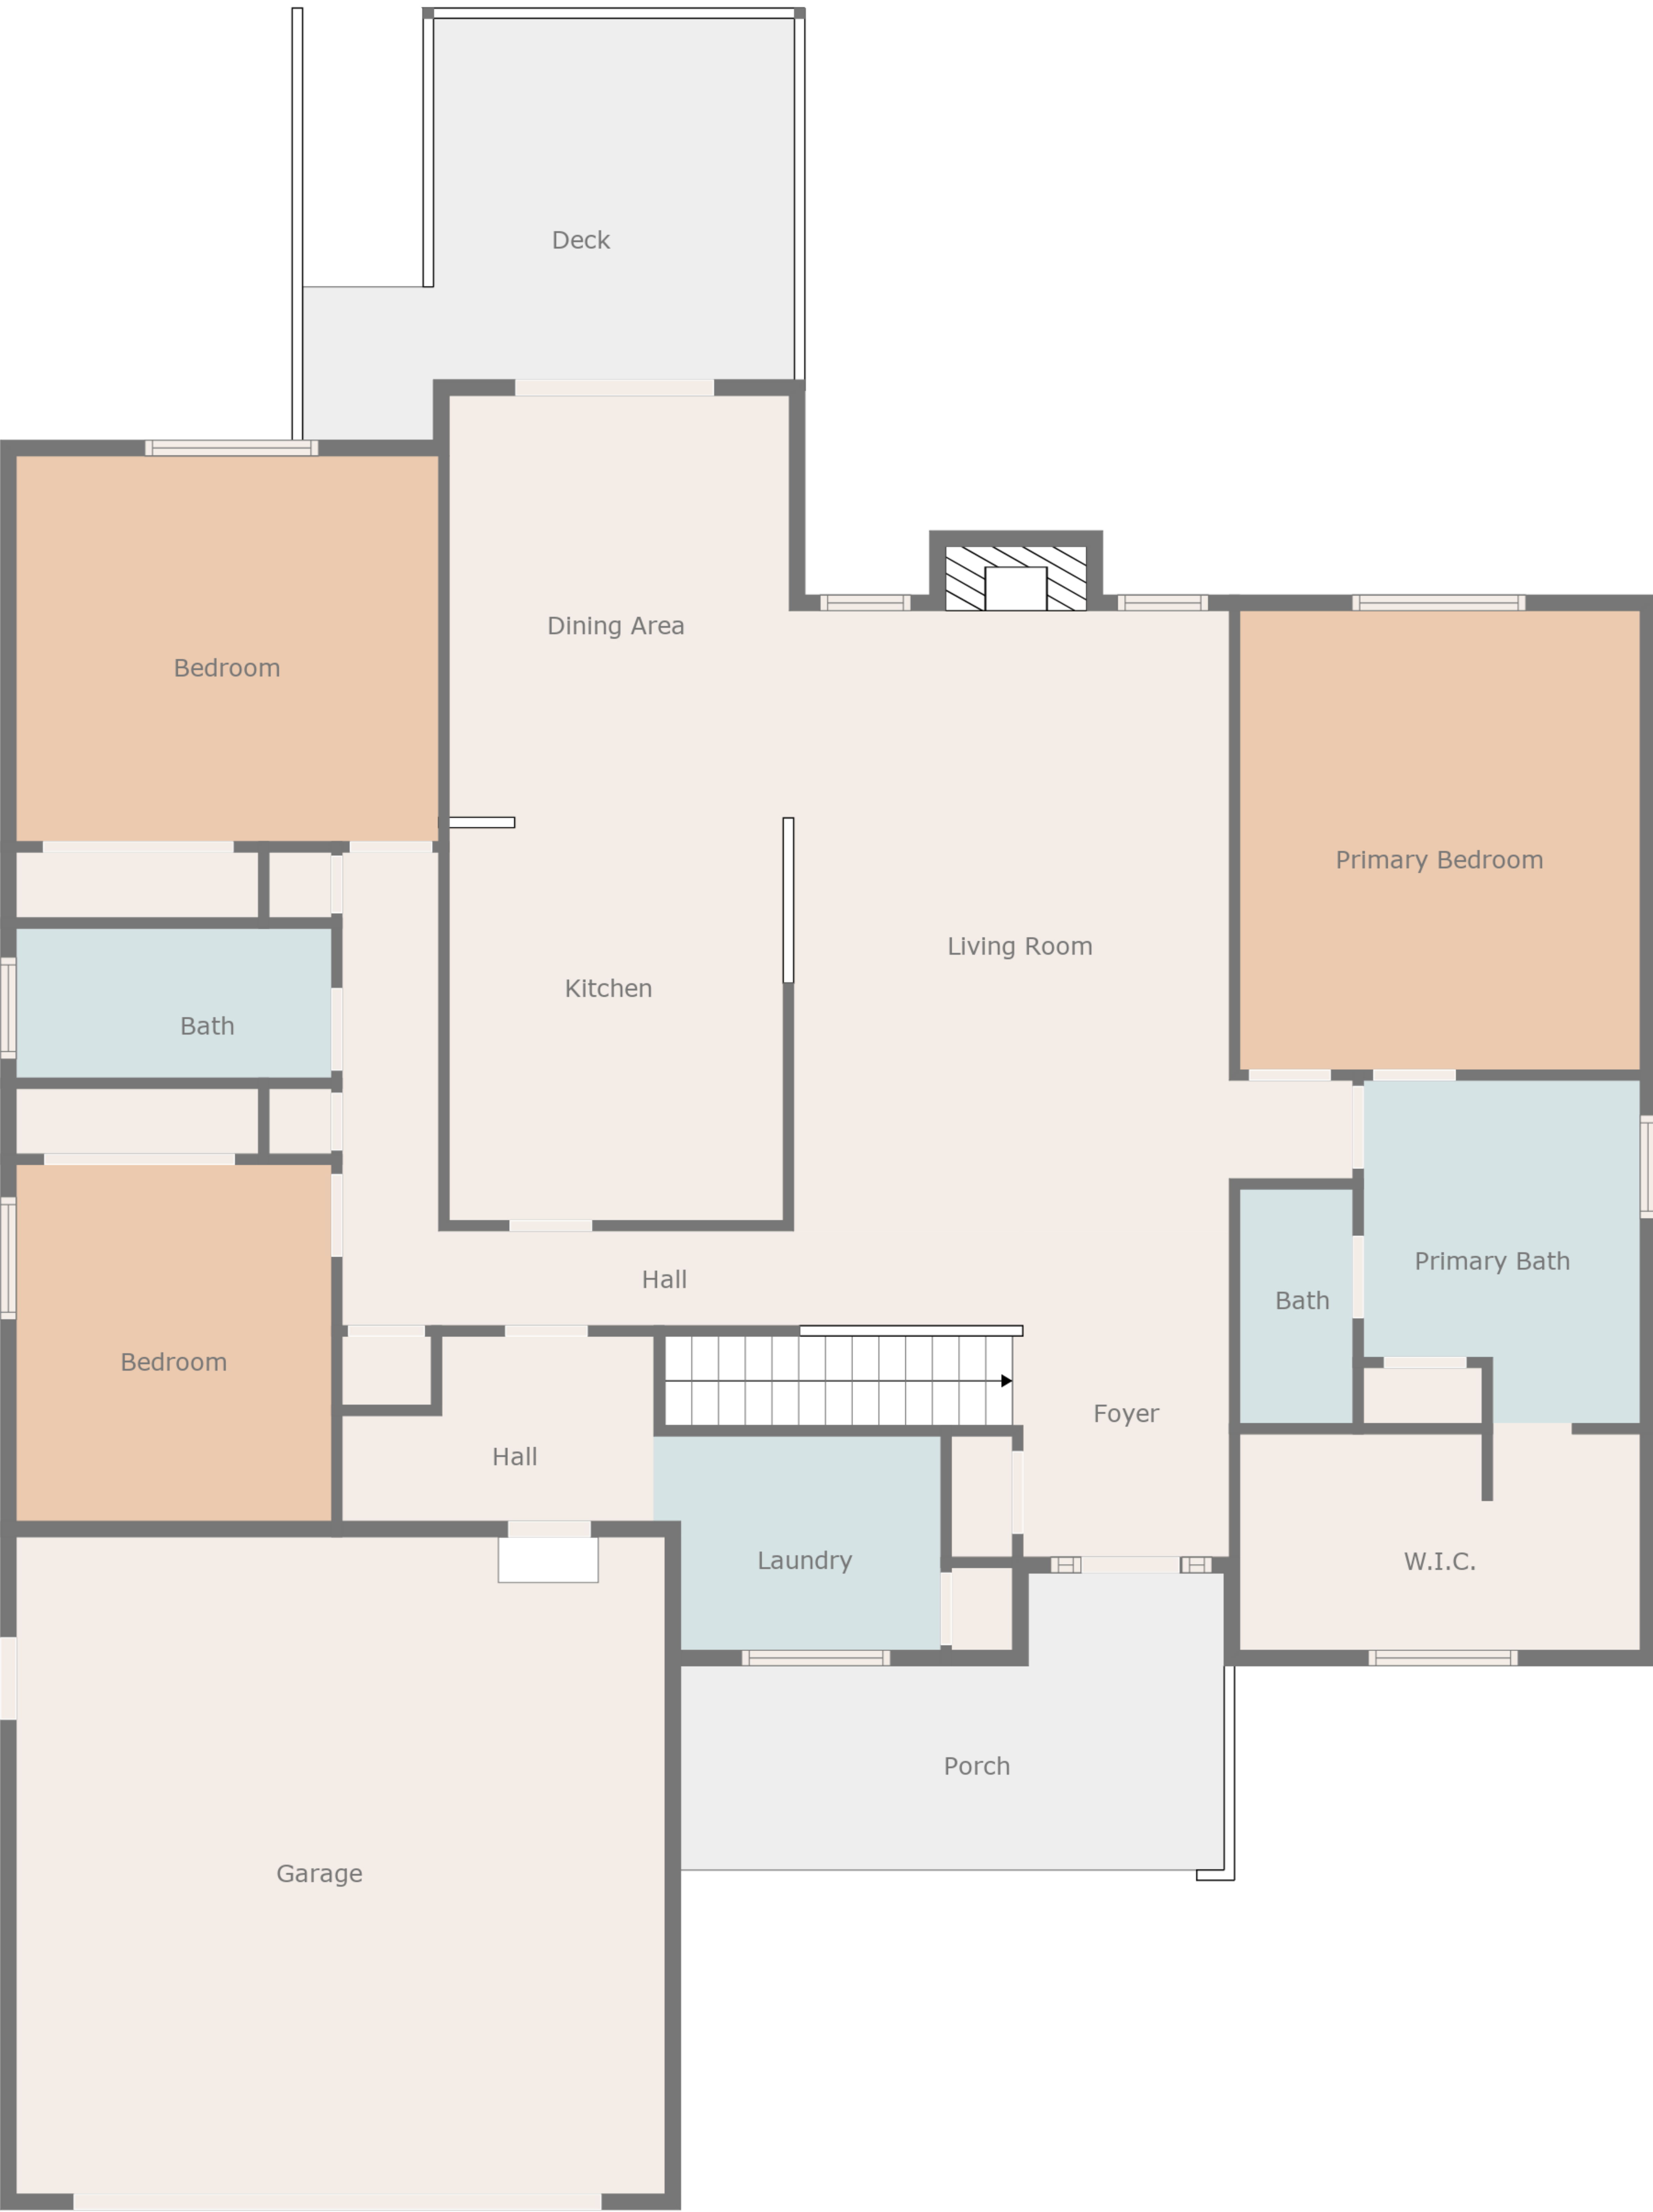 Deck
Dining Area
Bedroom
Primary Bedroom
Living Room
Kitchen
Bath
Primary Bath
Hall
Bath
Bedroom
Foyer
Hall
Laundry
W.I.C.
Porch
Garage